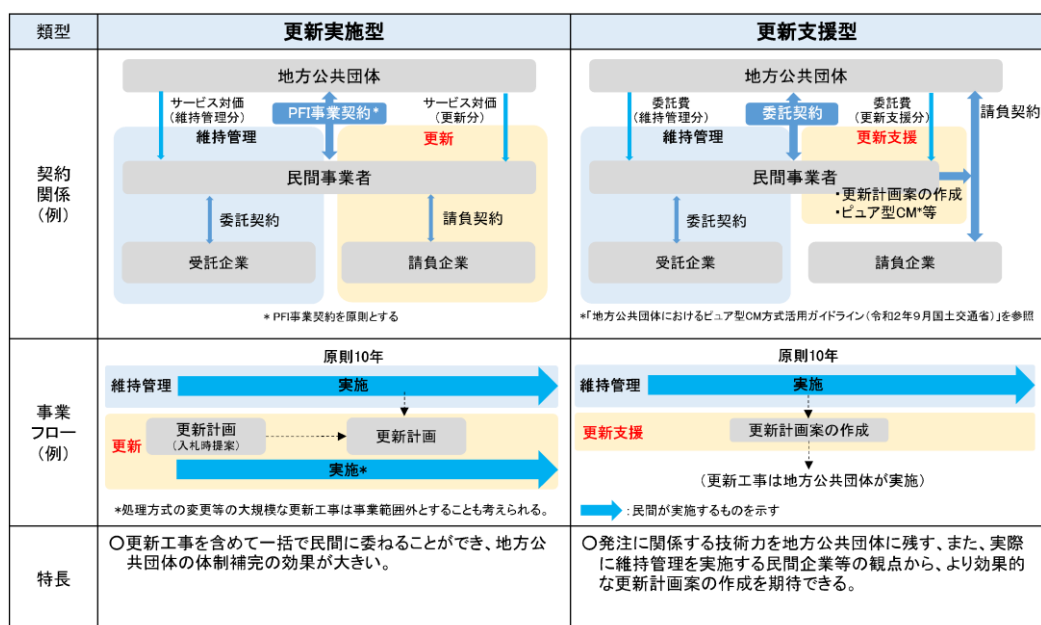 類型
更新実施型
更新支援型
契約
関係
(例)
地方公共団体
サービス対価
(維持管理分)
PFI事業契約*
サービス対価
(更新分)
維持管理
更新
民間事業者
委託契約
請負契約
受託企業
請負企業
* PFI事業契約を原則とする
地方公共団体
委託費
(維持管理分)
委託契約
委託費
(更新支援分)
請負契約
維持管理
更新支援
民間事業者
・更新計画案の作成
・ピュア型CM*等
委託契約
受託企業
請負企業
*「地方公共団体におけるピュア型CM方式活用ガイドライン(令和2年9月国土交通省)」を参照
事業
フロー
(例)
原則10年
維持管理
実施
更新
更新計画
(入札時提案)
更新計画
実施*
*処理方式の変更等の大規模な更新工事は事業範囲外とすることも考えられる。
原則10年
維持管理
実施
更新支援
更新計画案の作成
(更新工事は地方公共団体が実施)
:民間が実施するものを示す
特長
〇更新工事を含めて一括で民間に委ねることができ、地方公
共団体の体制補完の効果が大きい。
〇発注に関係する技術力を地方公共団体に残す、また、実際
に維持管理を実施する民間企業等の観点から、より効果的
な更新計画案の作成を期待できる。